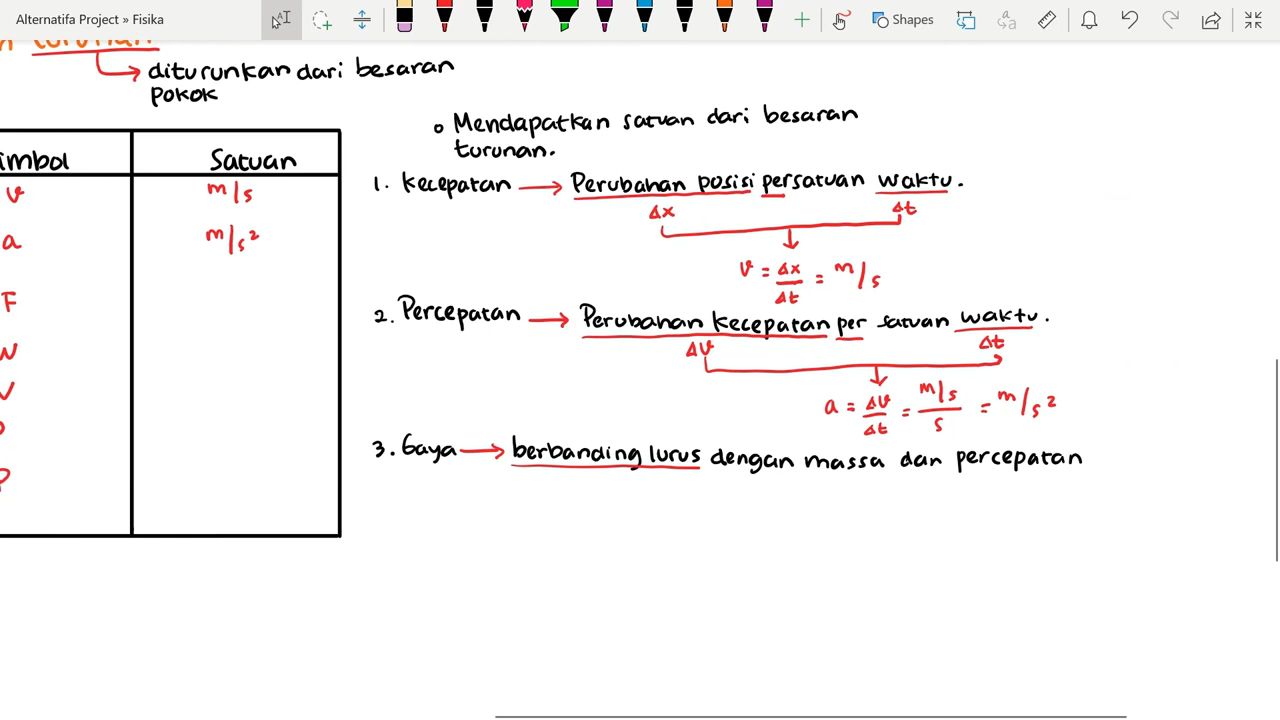 Alternatifa Project » Fisika
Shapes
turunan
diturunkan dari besaran
pokok
Simbol Satuan
v m/s
a m/s²
F
W
V
P
o Mendapatkan satuan dari besaran
turunan.
1. Kecepatan → Perubahan posisi persatuan waktu.
Δx Δt
v = Δx/Δt = m/s
2. Percepatan → Perubahan kecepatan per satuan waktu.
Δv Δt
a = Δv/Δt = m/s/s = m/s²
3. Gaya → berbanding lurus dengan massa dan percepatan